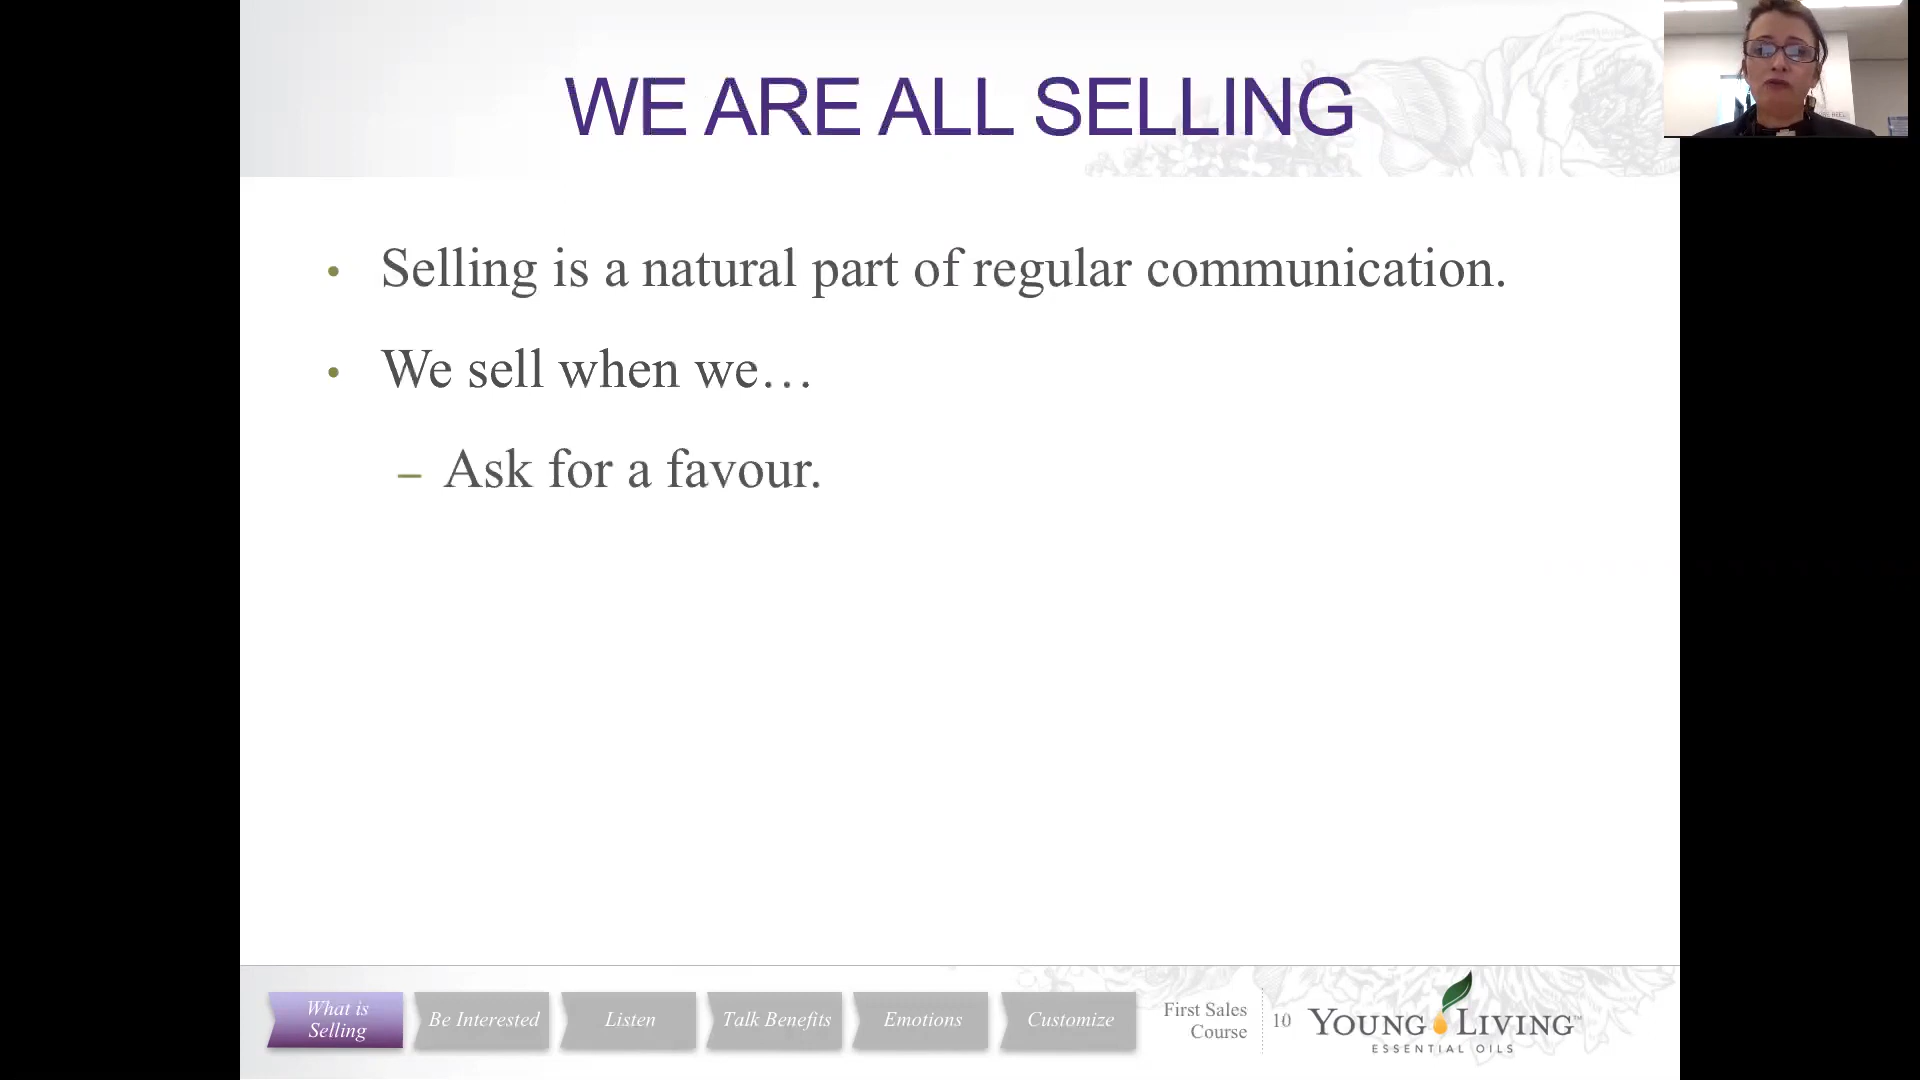 WE ARE ALL SELLING
• Selling is a natural part of regular communication.
• We sell when we…
– Ask for a favour.
What is
Selling
Be Interested
Listen
Talk Benefits
Emotions
Customize
First Sales
Course
10
YOUNG LIVING™
ESSENTIAL OILS